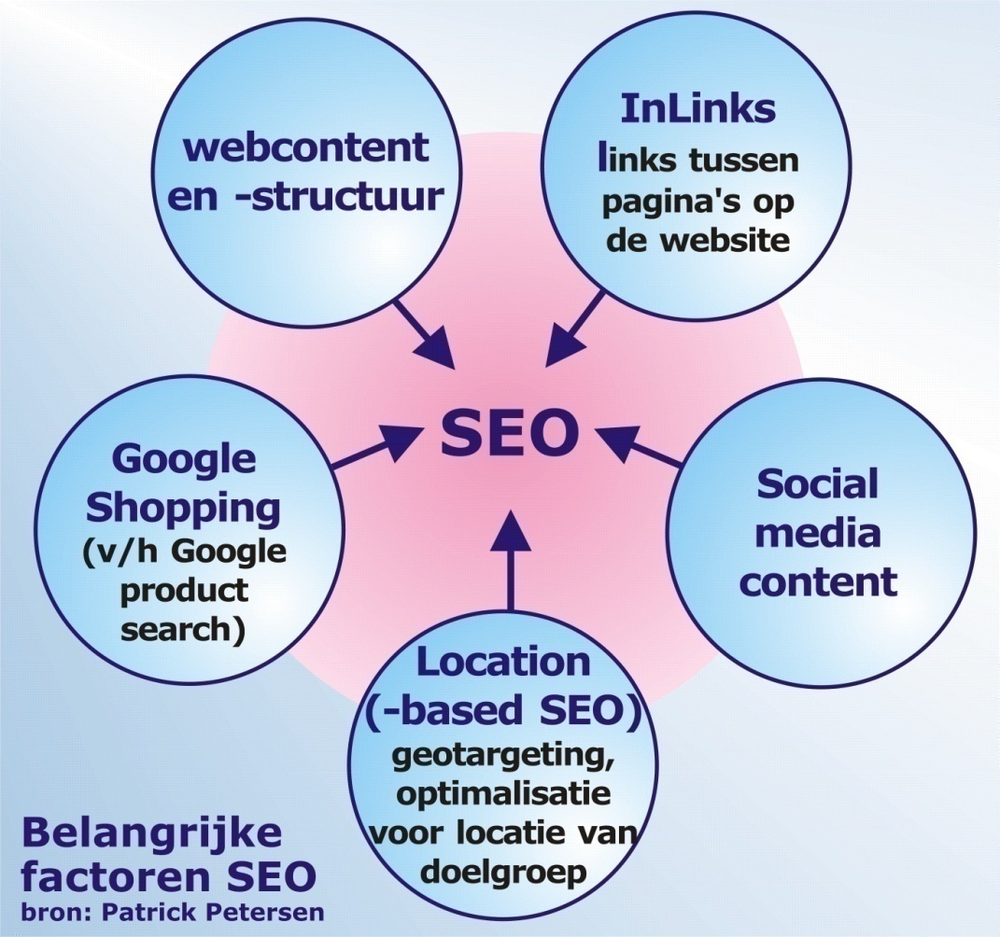 webcontent
en -structuur
InLinks
links tussen
pagina's op
de website
SEO
Google
Shopping
(v/h Google
product
search)
Social
media
content
Location
(-based SEO)
geotargeting,
optimalisatie
voor locatie van
doelgroep
Belangrijke
factoren SEO
bron: Patrick Petersen